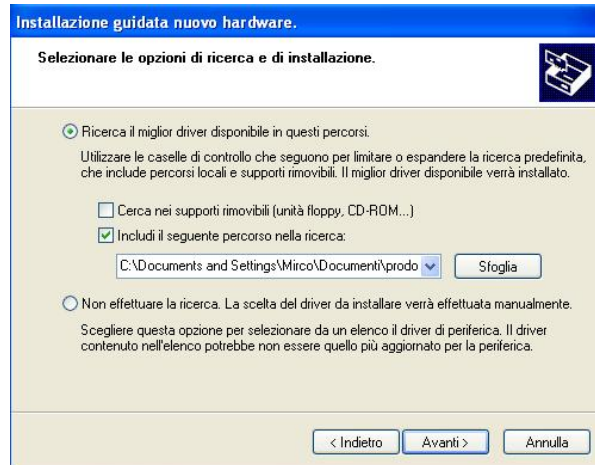 Installazione guidata nuovo hardware.
Selezionare le opzioni di ricerca e di installazione.
Ricerca il miglior driver disponibile in questi percorsi.
Utilizzare le caselle di controllo che seguono per limitare o espandere la ricerca predefinita,
che include percorsi locali e supporti rimovibili. Il miglior driver disponibile verrà installato.
Cerca nei supporti rimovibili (unità floppy, CD-ROM...)
Includi il seguente percorso nella ricerca:
C:\Documents and Settings\Mirco\Documenti\prodo
Sfoglia
Non effettuare la ricerca. La scelta del driver da installare verrà effettuata manualmente.
Scegliere questa opzione per selezionare da un elenco il driver di periferica. Il driver
contenuto nell'elenco potrebbe non essere quello più aggiornato per la periferica.
< Indietro
Avanti >
Annulla